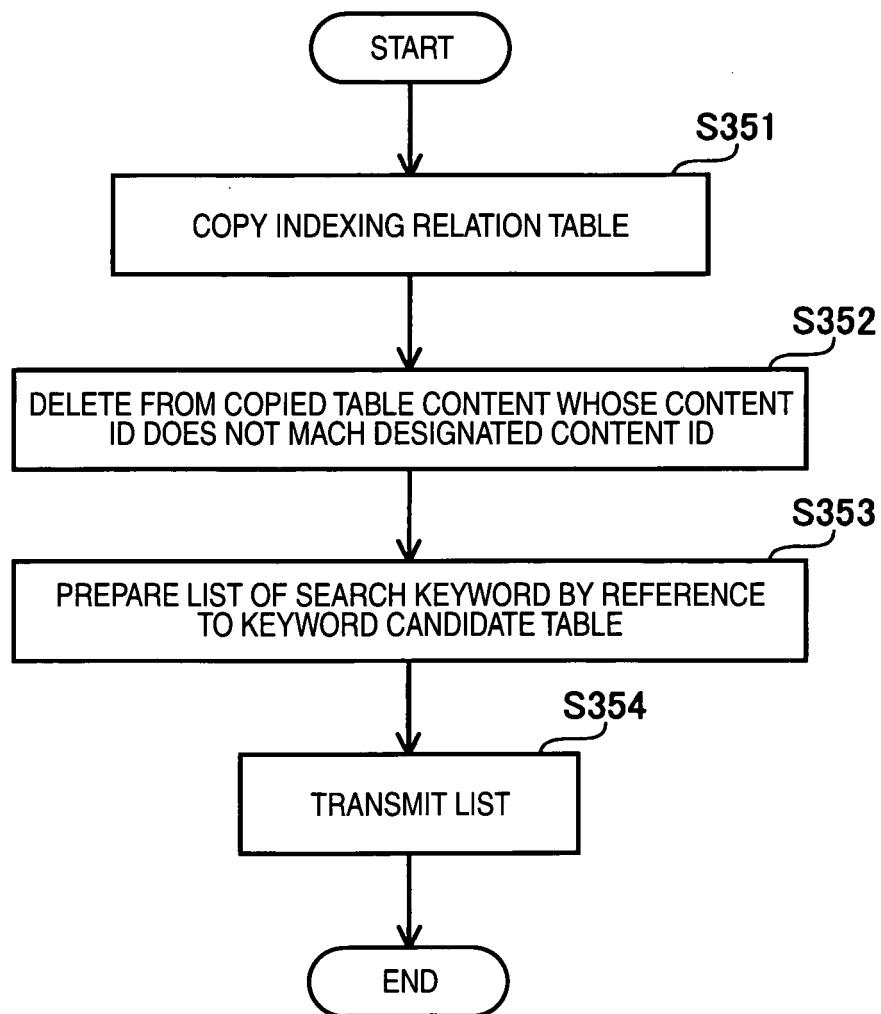 START
S351
COPY INDEXING RELATION TABLE
S352
DELETE FROM COPIED TABLE CONTENT WHOSE CONTENT
ID DOES NOT MACH DESIGNATED CONTENT ID
S353
PREPARE LIST OF SEARCH KEYWORD BY REFERENCE
TO KEYWORD CANDIDATE TABLE
S354
TRANSMIT LIST
END